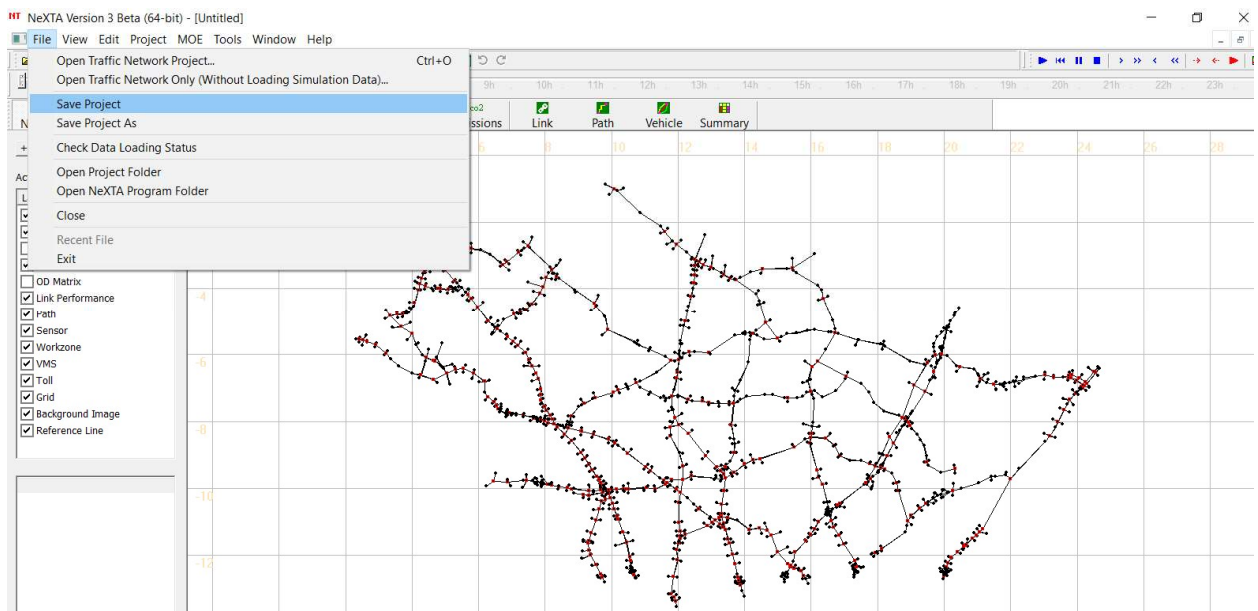 NeXTA Version 3 Beta (64-bit) - [Untitled]
File View Edit Project MOE Tools Window Help
Open Traffic Network Project... Ctrl+O
Open Traffic Network Only (Without Loading Simulation Data)...
Save Project
Save Project As
Check Data Loading Status
Open Project Folder
Open NeXTA Program Folder
Close
Recent File
Exit
9h 10h 11h 12h 13h 14h 15h 16h 17h 18h 19h 20h 21h 22h 23h
co2
ssions Link Path Vehicle Summary
N
+
Ac
L
OD Matrix
Link Performance
Path
Sensor
Workzone
VMS
Toll
Grid
Background Image
Reference Line
6 8 10 12 14 16 18 20 22 24 26 28
-4
-6
-8
-10
-12